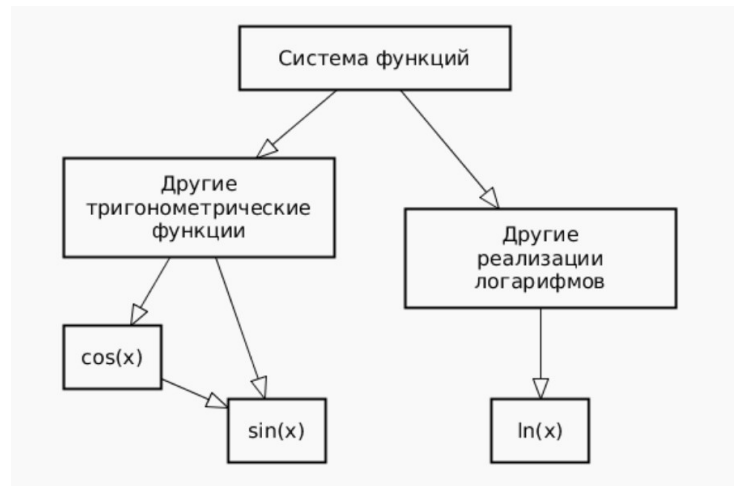 Система функций
Другие
тригонометрические
функции
Другие
реализации
логарифмов
cos(x)
sin(x)
ln(x)